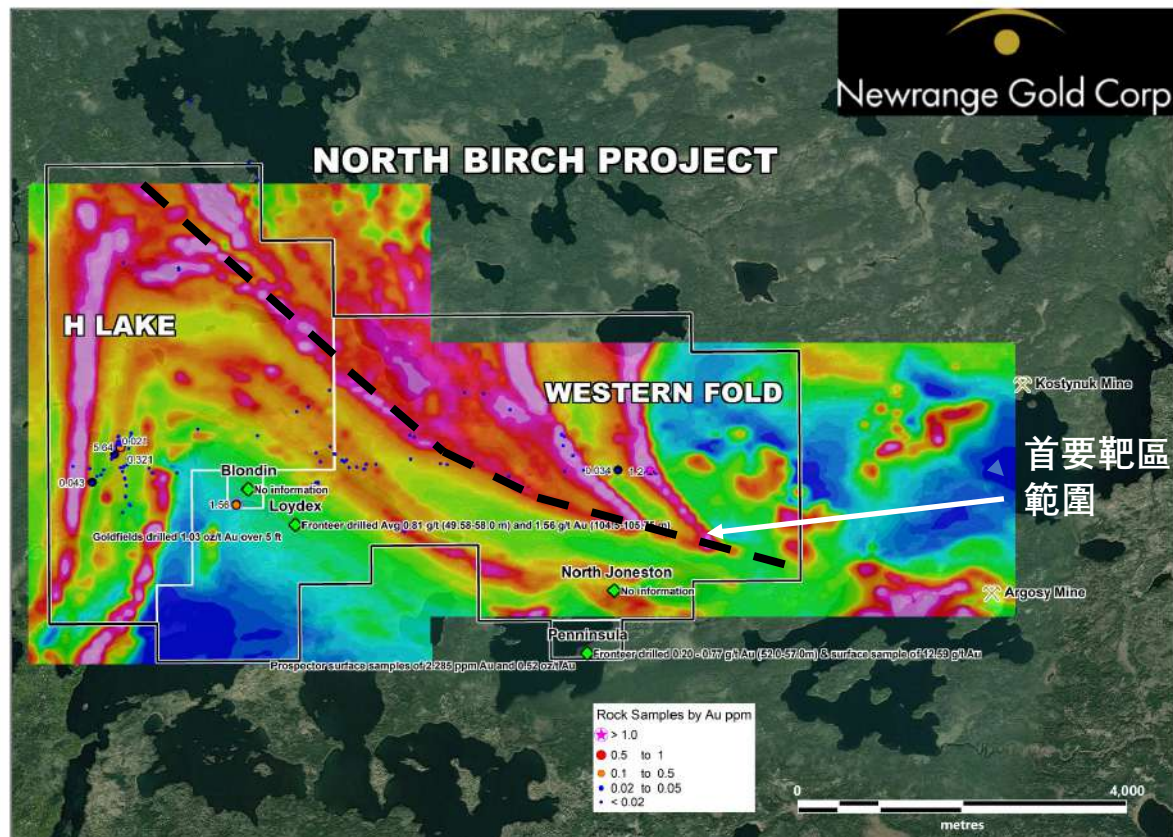 Newrange Gold Corp
NORTH BIRCH PROJECT
H LAKE
WESTERN FOLD
Kostynuk Mine
首要靶區
範圍
5.64
0.021
0.321
0.043
0.034
1.2
Blondin
No information
1.56
Loydex
Fronteer drilled Avg 0.81 g/t (49.58-58.0 m) and 1.56 g/t Au (104.5-105.75 m)
Goldfields drilled 1.03 oz/t Au over 5 ft
North Joneston
No information
Argosy Mine
Penninsula
Fronteer drilled 0.20 - 0.77 g/t Au (52.0-57.0m) & surface sample of 12.59 g/t Au
Prospector surface samples of 2.285 ppm Au and 0.52 oz/t Au
Rock Samples by Au ppm
> 1.0
0.5 to 1
0.1 to 0.5
0.02 to 0.05
< 0.02
0
4,000
metres